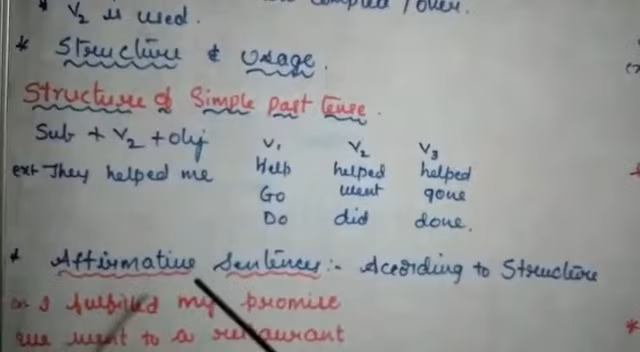 compled / over.
* V2 is used.
* Structure & Usage.
Structure of Simple past tense.
Sub + V2 + Obj V1 V2 V3
ex+ They helped me Help helped helped
Go went gone
Do did done.
* Affirmative Sentences:- According to Structure
I fulfilled my promise
we went to a restaurant